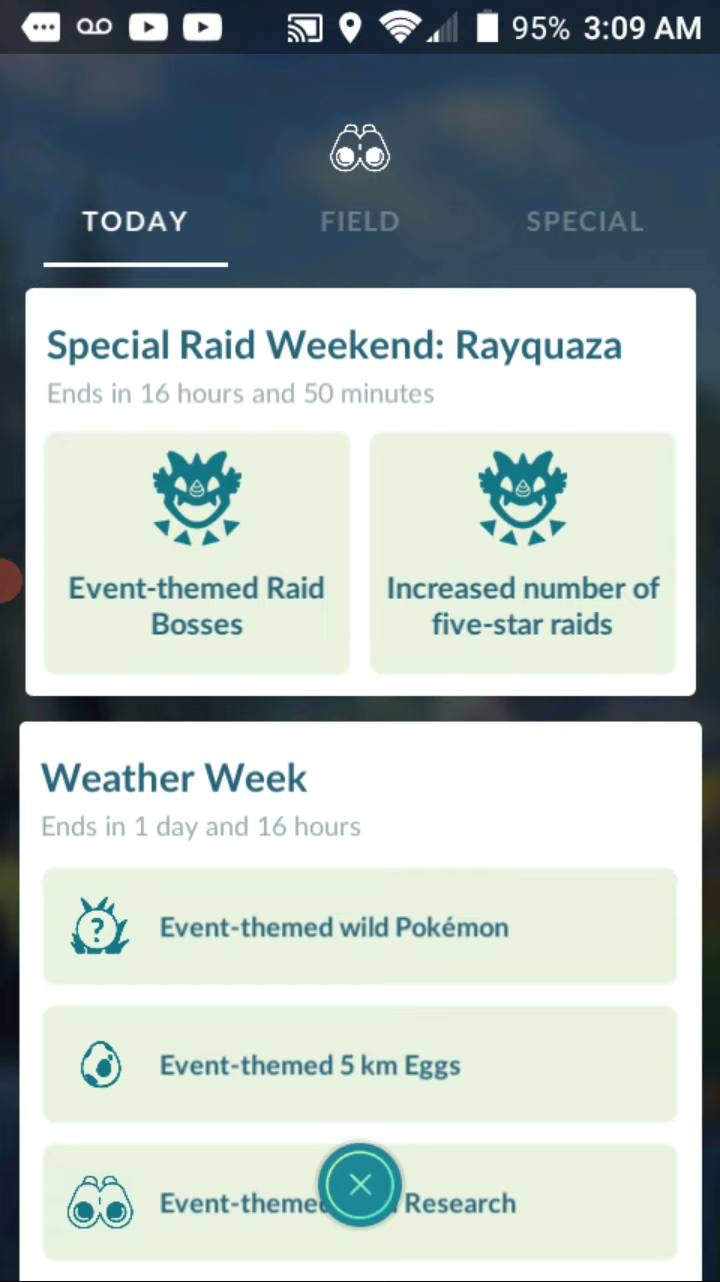 95% 3:09 AM
TODAY FIELD SPECIAL
Special Raid Weekend: Rayquaza
Ends in 16 hours and 50 minutes
Event-themed Raid
Bosses
Increased number of
five-star raids
Weather Week
Ends in 1 day and 16 hours
?
Event-themed wild Pokémon
Event-themed 5 km Eggs
Research